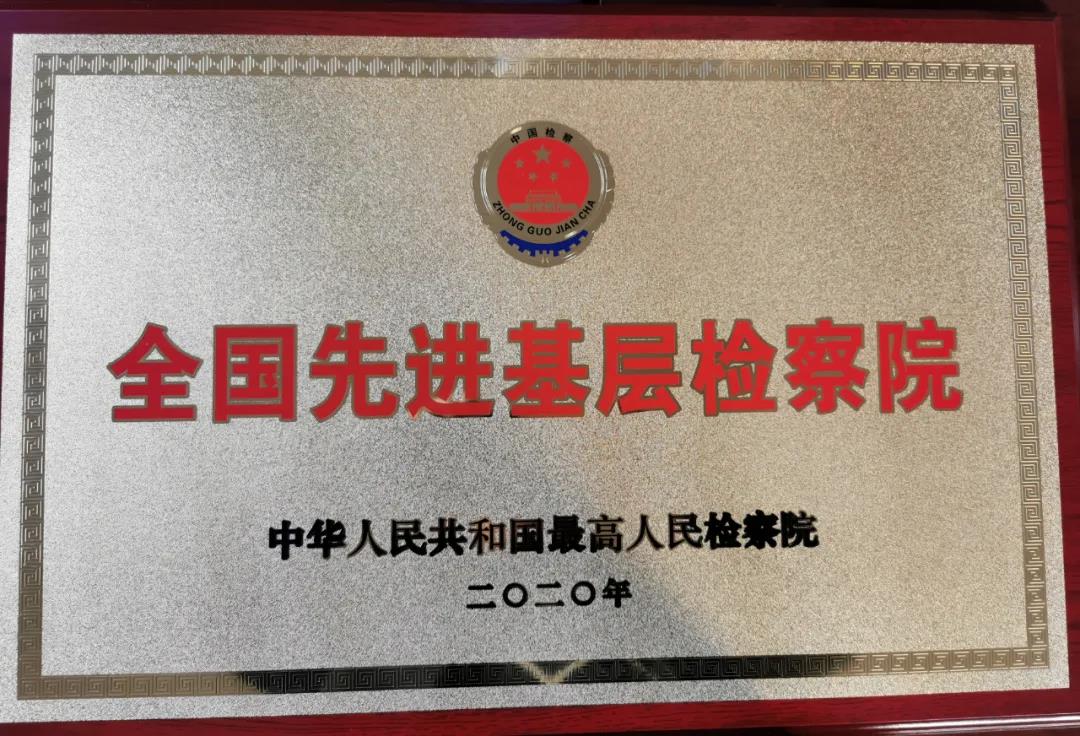 中国检察
ZHONG GUO JIAN CHA
全国先进基层检察院
中华人民共和国最高人民检察院
二〇二〇年